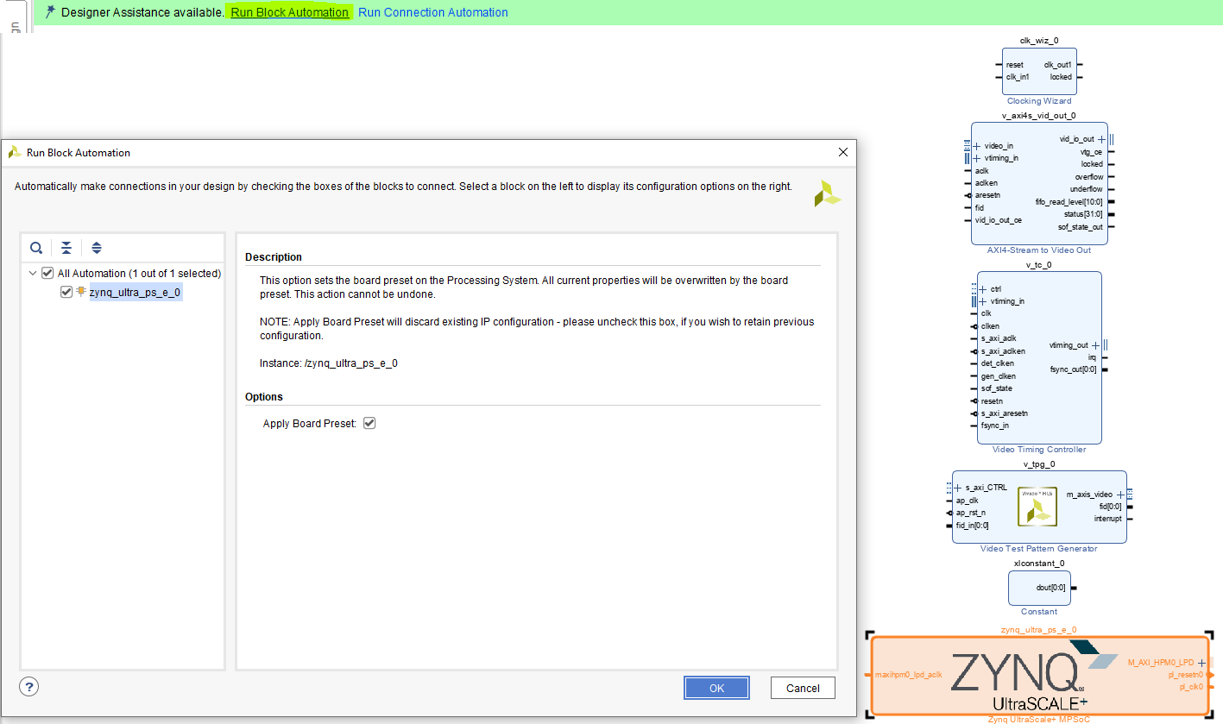 Designer Assistance available. Run Block Automation Run Connection Automation
Run Block Automation
Automatically make connections in your design by checking the boxes of the blocks to connect. Select a block on the left to display its configuration options on the right.
All Automation (1 out of 1 selected)
zynq_ultra_ps_e_0
Description
This option sets the board preset on the Processing System. All current properties will be overwritten by the board
preset. This action cannot be undone.
NOTE: Apply Board Preset will discard existing IP configuration - please uncheck this box, if you wish to retain previous
configuration.
Instance: /zynq_ultra_ps_e_0
Options
Apply Board Preset:
?
OK Cancel
clk_wiz_0
reset clk_out1
clk_in1 locked
Clocking Wizard
v_axi4s_vid_out_0
vid_io_out
video_in
vtg_ce
vtiming_in
locked
aclk
overflow
aclken
underflow
aresetn
fifo_read_level[10:0]
fid
status[31:0]
vid_io_out_ce
sof_state_out
AXI4-Stream to Video Out
v_tc_0
ctrl
vtiming_in
clk
clken
s_axi_aclk
vtiming_out
s_axi_aclken
irq
det_clken
fsync_out[0:0]
gen_clken
sof_state
resetn
s_axi_aresetn
fsync_in
Video Timing Controller
v_tpg_0
s_axi_CTRL
m_axis_video
ap_clk
fid[0:0]
ap_rst_n
interrupt
fid_in[0:0]
Video Test Pattern Generator
xlconstant_0
dout[0:0]
Constant
zynq_ultra_ps_e_0
M_AXI_HPM0_LPD
maxihpm0_lpd_aclk
ZYNQ
pl_resetn0
pl_clk0
UltraSCALE+
Zynq UltraScale+ MPSoC